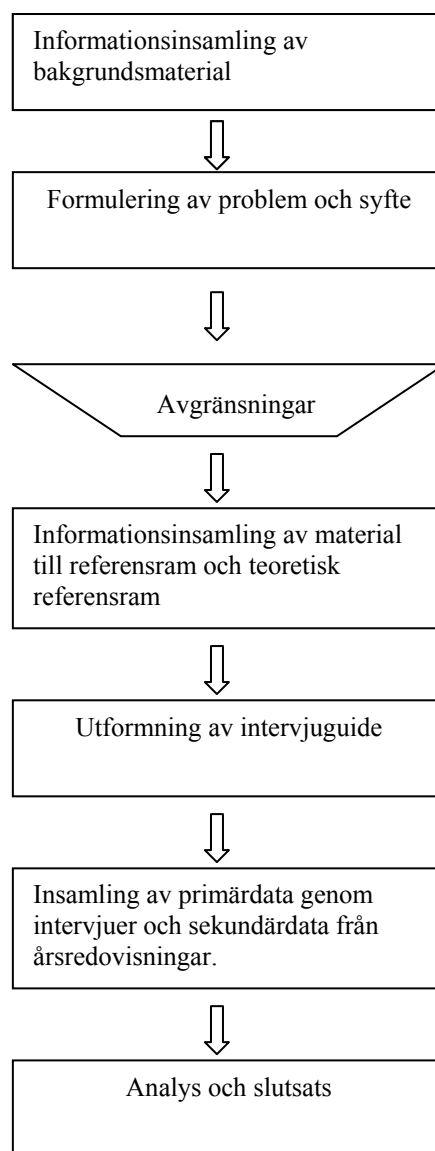 Informationsinsamling av
bakgrundsmaterial
Formulering av problem och syfte
Avgränsningar
Informationsinsamling av material
till referensram och teoretisk
referensram
Utformning av intervjuguide
Insamling av primärdata genom
intervjuer och sekundärdata från
årsredovisningar.
Analys och slutsats